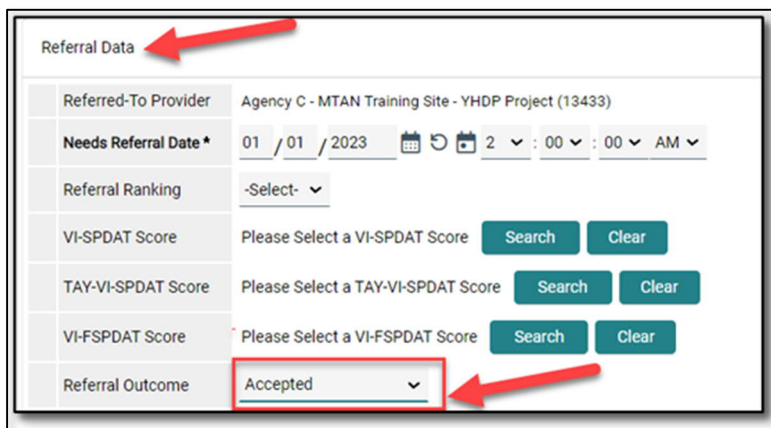 Referral Data
Referred-To Provider Agency C - MTAN Training Site - YHDP Project (13433)
Needs Referral Date * 01 / 01 / 2023 2 : 00 : 00 AM
Referral Ranking -Select-
VI-SPDAT Score Please Select a VI-SPDAT Score Search Clear
TAY-VI-SPDAT Score Please Select a TAY-VI-SPDAT Score Search Clear
VI-FSPDAT Score Please Select a VI-FSPDAT Score Search Clear
Referral Outcome Accepted